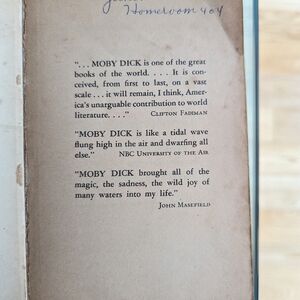 Homeroom 404
". . . MOBY DICK is one of the great
books of the world. . . . It is con-
ceived, from first to last, on a vast
scale . . . it will remain, I think, Amer-
ica's unarguable contribution to world
literature. . . ." CLIFTON FADIMAN
"MOBY DICK is like a tidal wave
flung high in the air and dwarfing all
else." NBC UNIVERSITY OF THE AIR
"MOBY DICK brought all of the
magic, the sadness, the wild joy of
many waters into my life."
JOHN MASEFIELD